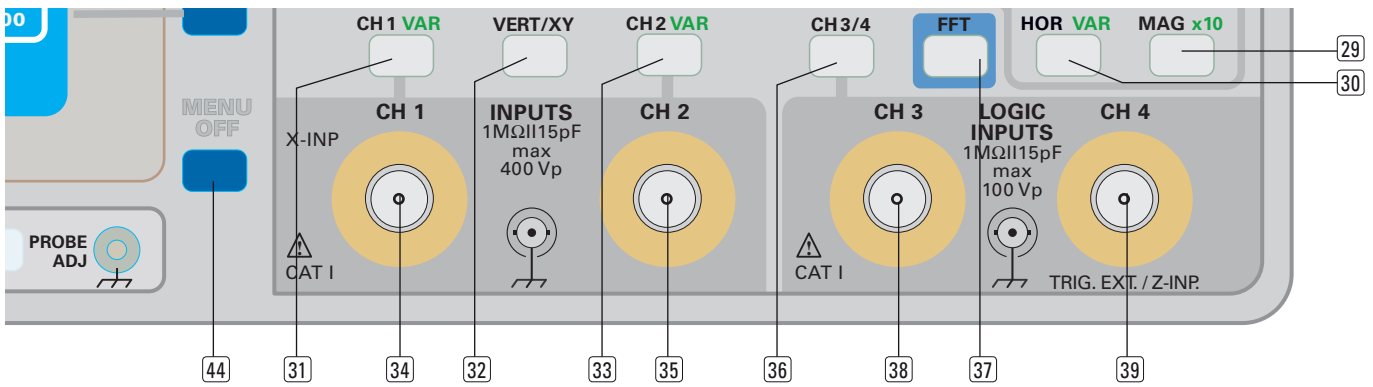 00
CH 1 VAR
VERT/XY
CH 2 VAR
CH 3/4
FFT
HOR VAR
MAG x10
29
30
MENU
OFF
X-INP
CH 1
INPUTS
1MΩII15pF
max
400 Vp
CH 2
CH 3
LOGIC
INPUTS
1MΩII15pF
max
100 Vp
CH 4
PROBE
ADJ
CAT I
CAT I
TRIG. EXT. / Z-INP.
44
31
34
32
33
35
36
38
37
39